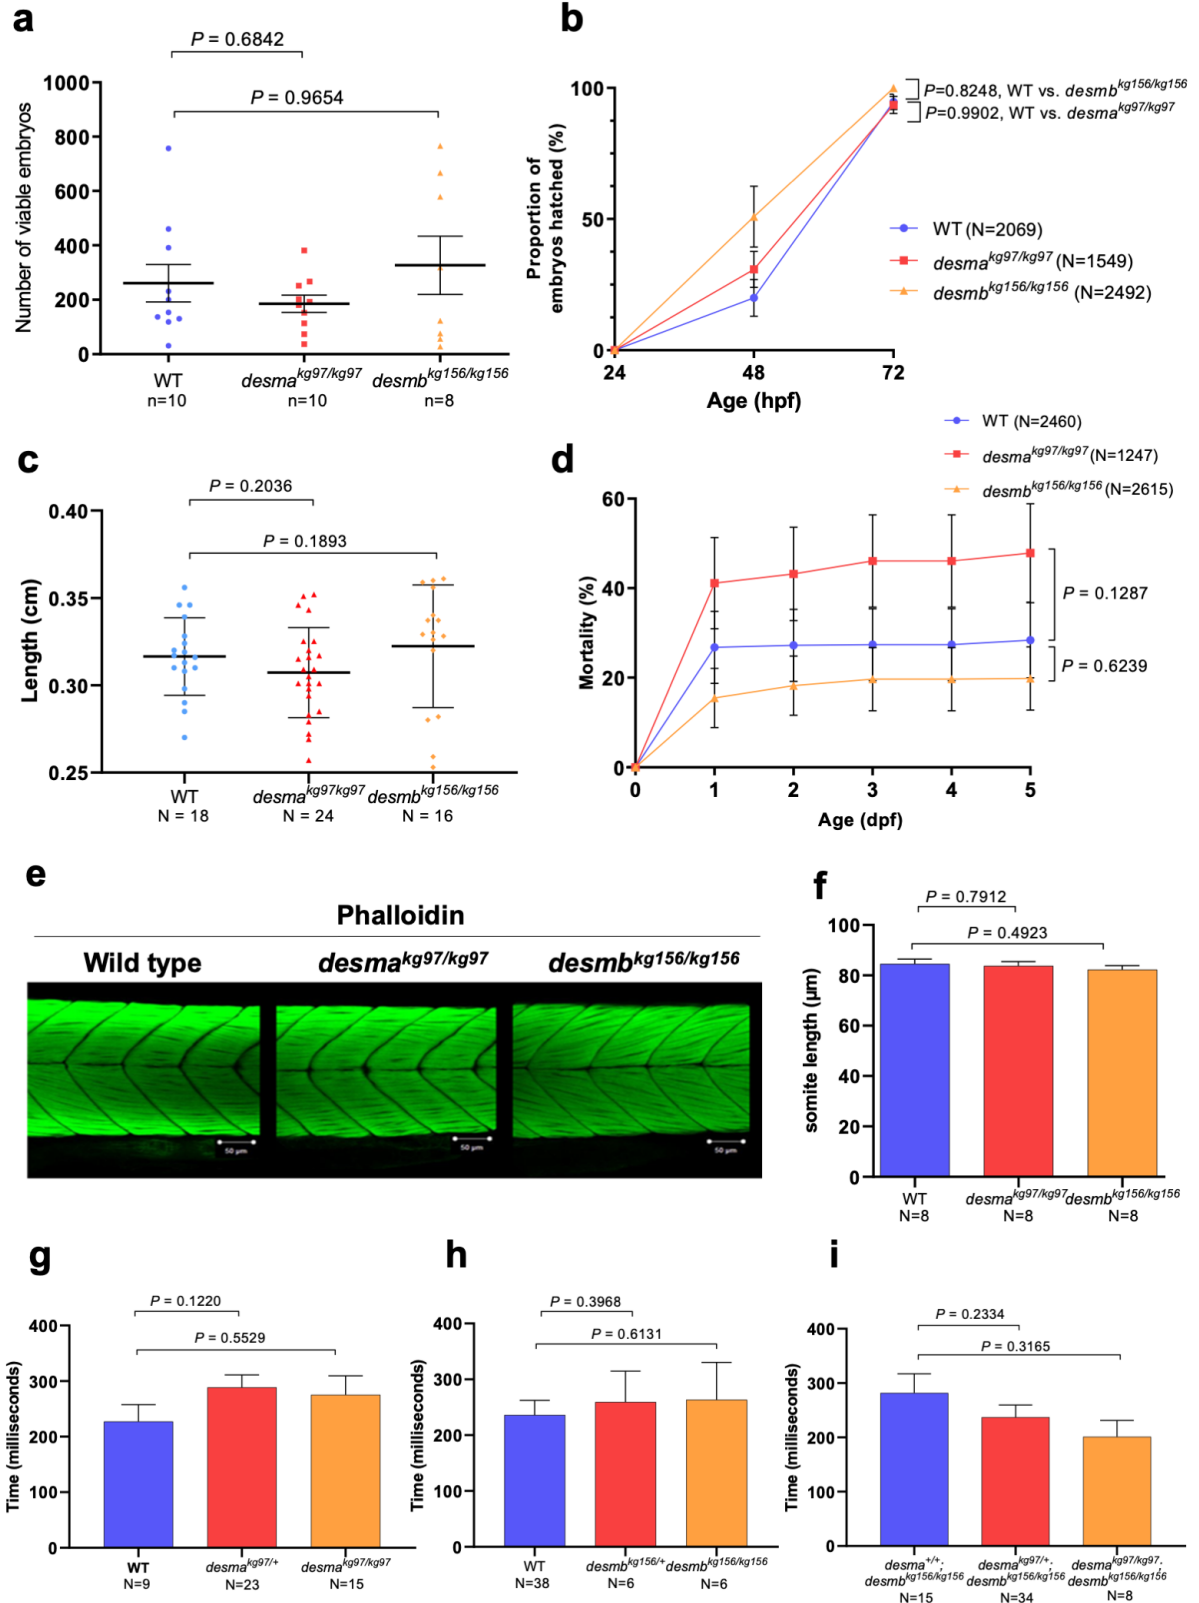 a
P = 0.6842
P = 0.9654
Number of viable embryos
1000
800
600
400
200
0
WT
n=10
desma^kg97/kg97
n=10
desmb^kg156/kg156
n=8
b
P=0.8248, WT vs. desmb^kg156/kg156
P=0.9902, WT vs. desma^kg97/kg97
Proportion of
embryos hatched (%)
100
50
0
24
48
72
Age (hpf)
WT (N=2069)
desma^kg97/kg97 (N=1549)
desmb^kg156/kg156 (N=2492)
c
P = 0.2036
P = 0.1893
Length (cm)
0.40
0.35
0.30
0.25
WT
N = 18
desma^kg97kg97
N = 24
desmb^kg156/kg156
N = 16
d
WT (N=2460)
desma^kg97/kg97 (N=1247)
desmb^kg156/kg156 (N=2615)
Mortality (%)
60
40
20
0
0
1
2
3
4
5
Age (dpf)
P = 0.1287
P = 0.6239
e
Phalloidin
Wild type
desma^kg97/kg97
desmb^kg156/kg156
50 µm
50 µm
50 µm
f
P = 0.7912
P = 0.4923
somite length (µm)
100
80
60
40
20
0
WT
N=8
desma^kg97/kg97
N=8
desmb^kg156/kg156
N=8
g
P = 0.1220
P = 0.5529
Time (milliseconds)
400
300
200
100
0
WT
N=9
desma^kg97/+
N=23
desma^kg97/kg97
N=15
h
P = 0.3968
P = 0.6131
Time (milliseconds)
400
300
200
100
0
WT
N=38
desmb^kg156/+
N=6
desmb^kg156/kg156
N=6
i
P = 0.2334
P = 0.3165
Time (milliseconds)
400
300
200
100
0
desma^+/+;
desmb^kg156/kg156
N=15
desma^kg97/+;
desmb^kg156/kg156
N=34
desma^kg97/kg97;
desmb^kg156/kg156
N=8